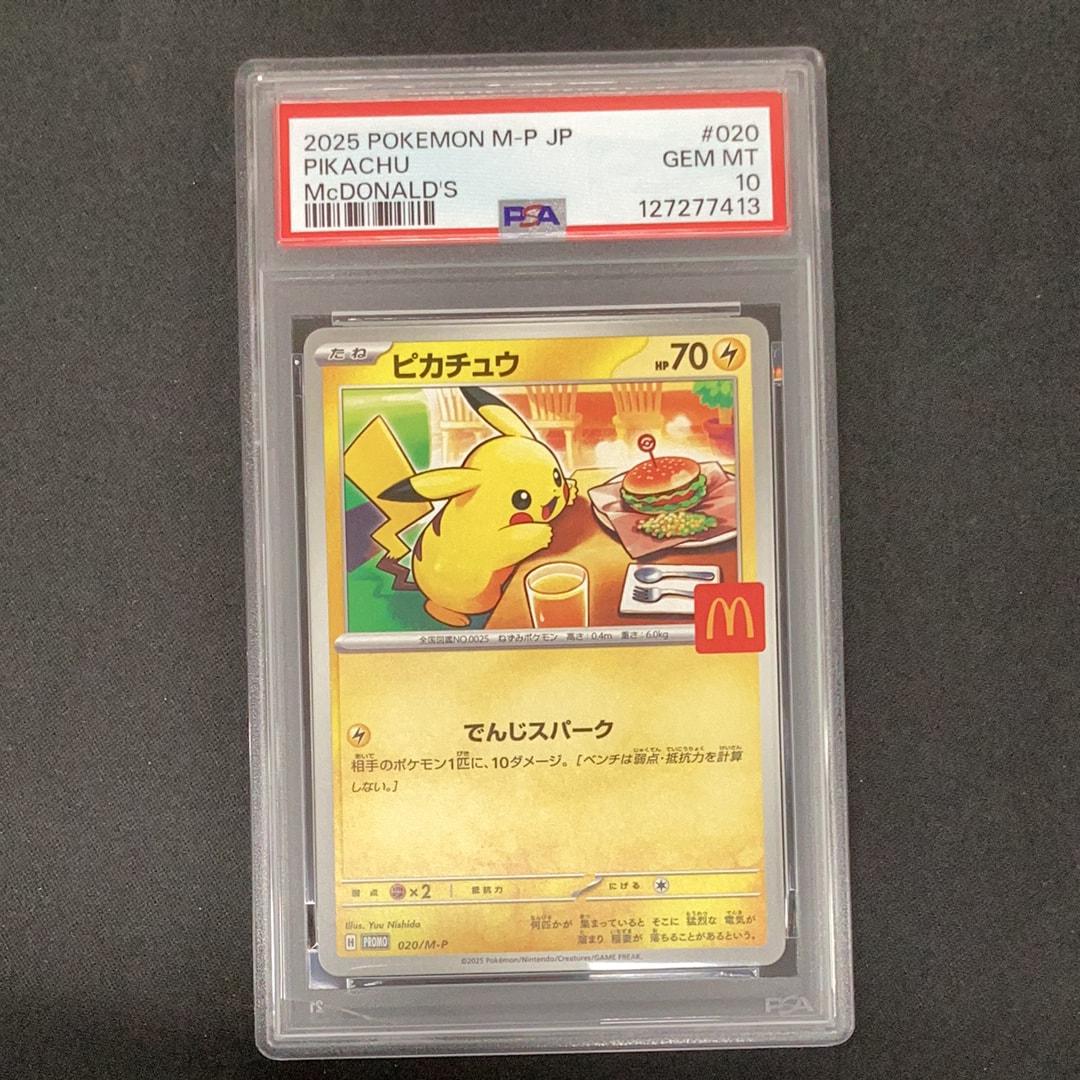 2025 POKEMON M-P JP #020
PIKACHU GEM MT
McDONALD'S 10
PSA 127277413
たね ピカチュウ HP70
全国図鑑NO.0025 ねずみポケモン 高さ:0.4m 重さ:6.0kg
でんじスパーク
相手のポケモン1匹に、10ダメージ。[ベンチは弱点・抵抗力を計算
しない。]
弱点 ×2 抵抗力 にげる
Illus. Yuu Nishida
何匹かが 集まっていると そこに 猛烈な 電気が
溜まり 稲妻が 落ちることがあるという。
H PROMO 020/M-P
©2025 Pokémon/Nintendo/Creatures/GAME FREAK.
PSA